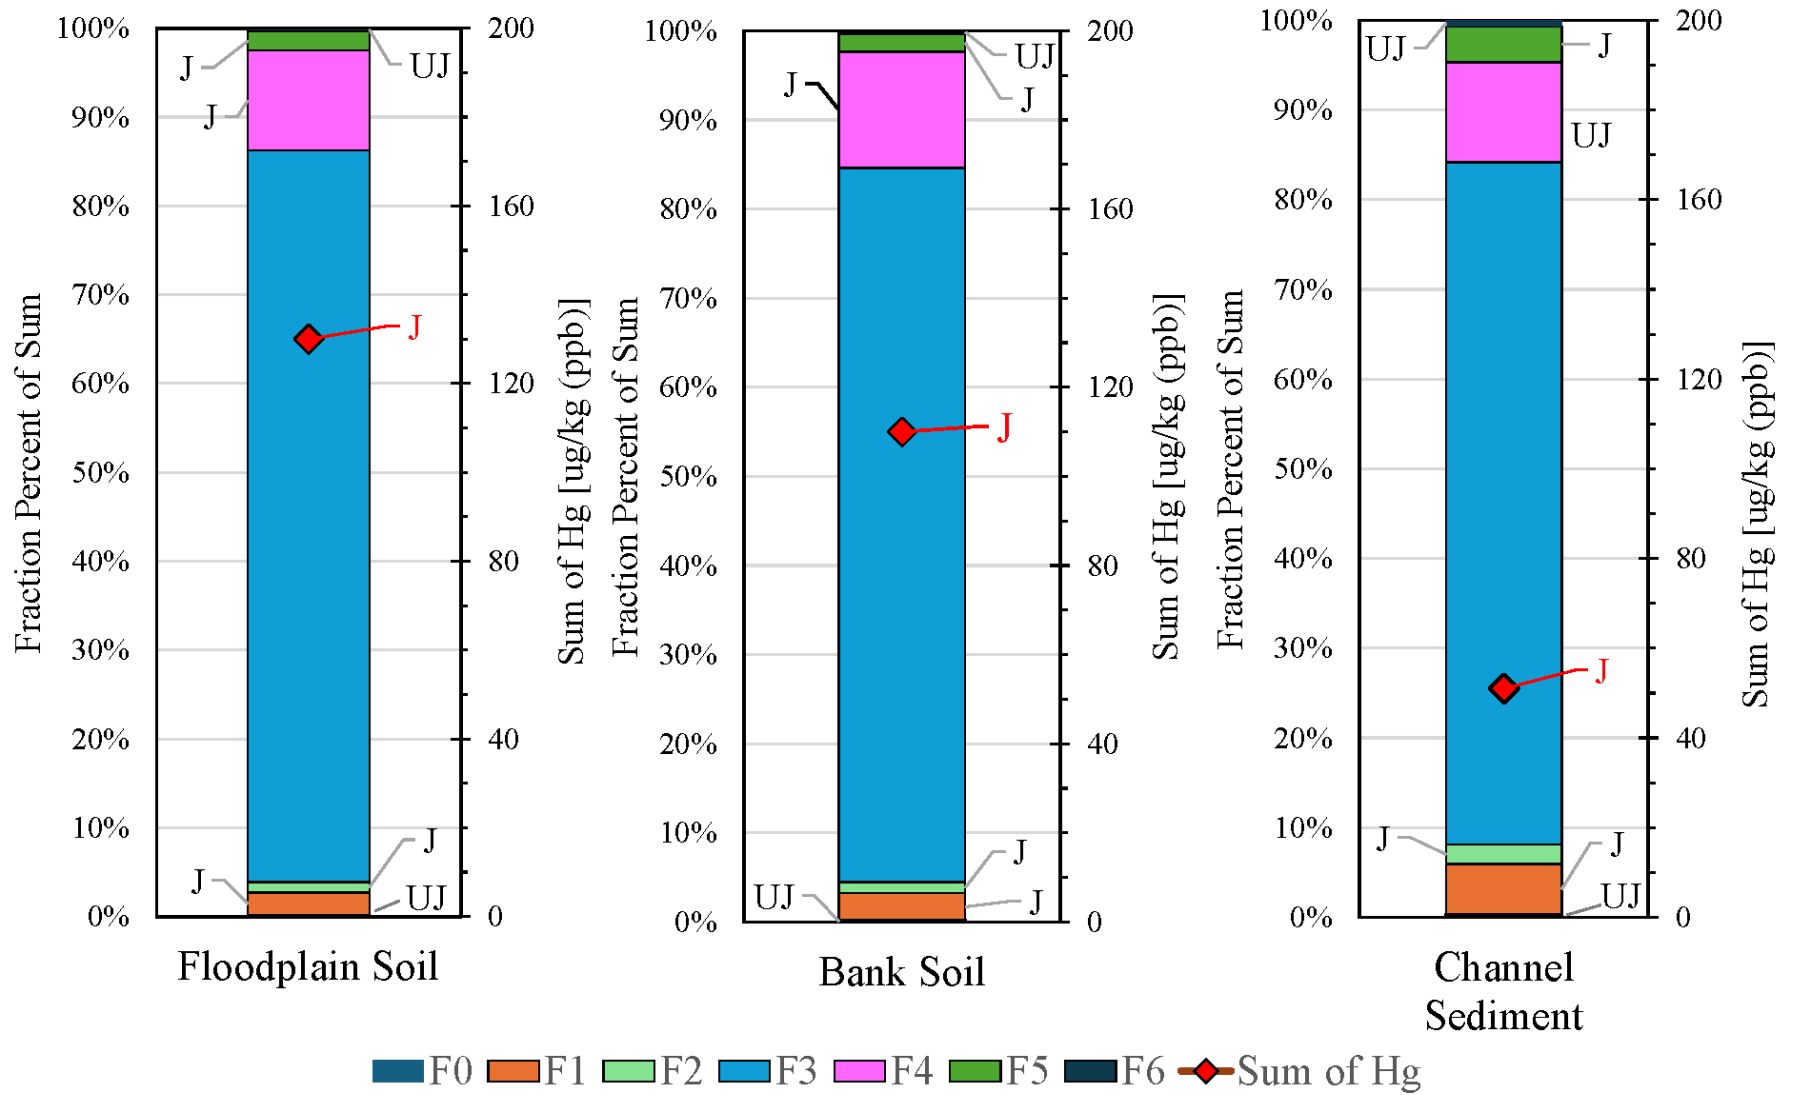 Fraction Percent of Sum
100%
90%
80%
70%
60%
50%
40%
30%
20%
10%
0%
J
J
UJ
J
J
J
UJ
200
160
120
80
40
0
Sum of Hg [ug/kg (ppb)]
Floodplain Soil
Fraction Percent of Sum
100%
90%
80%
70%
60%
50%
40%
30%
20%
10%
0%
J
UJ
J
J
J
UJ
J
200
160
120
80
40
0
Sum of Hg [ug/kg (ppb)]
Bank Soil
Fraction Percent of Sum
100%
90%
80%
70%
60%
50%
40%
30%
20%
10%
0%
UJ
J
UJ
J
J
J
UJ
200
160
120
80
40
0
Sum of Hg [ug/kg (ppb)]
Channel
Sediment
F0 F1 F2 F3 F4 F5 F6 Sum of Hg